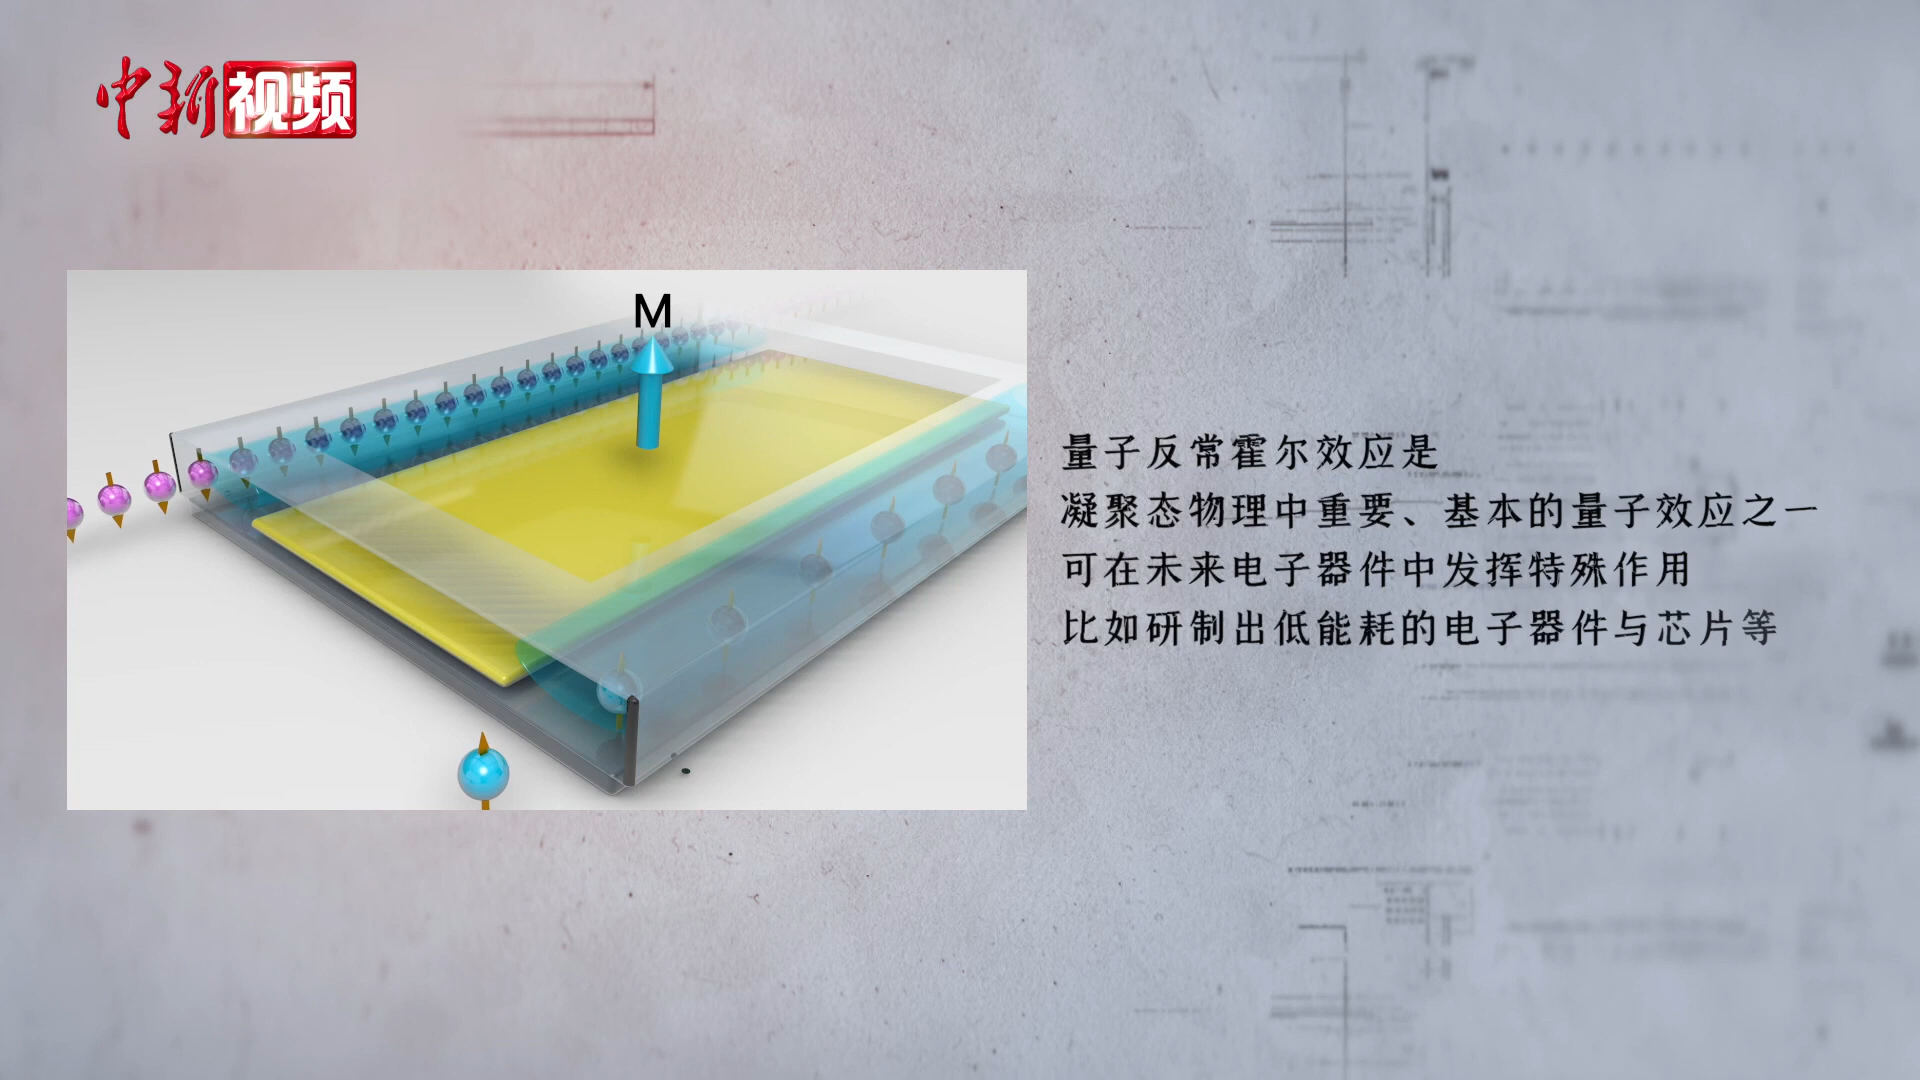 中新视频
M
量子反常霍尔效应是
凝聚态物理中重要、基本的量子效应之一
可在未来电子器件中发挥特殊作用
比如研制出低能耗的电子器件与芯片等